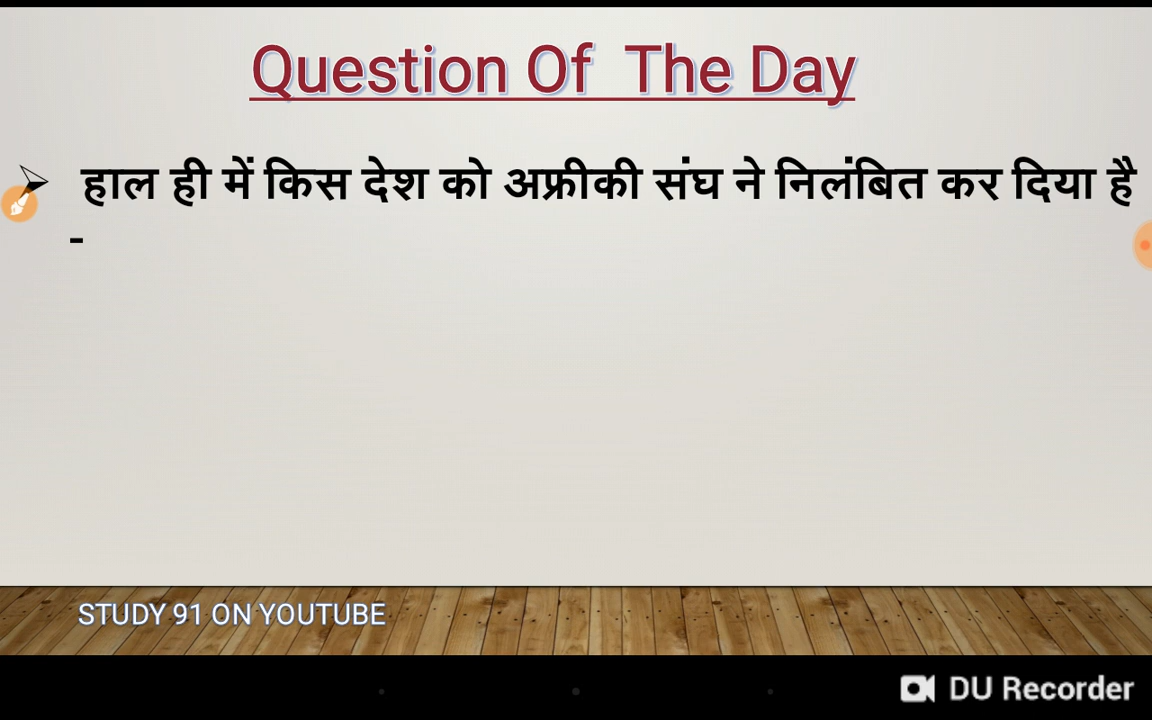 Question Of The Day
हाल ही में किस देश को अफ्रीकी संघ ने निलंबित कर दिया है
-
STUDY 91 ON YOUTUBE
DU Recorder